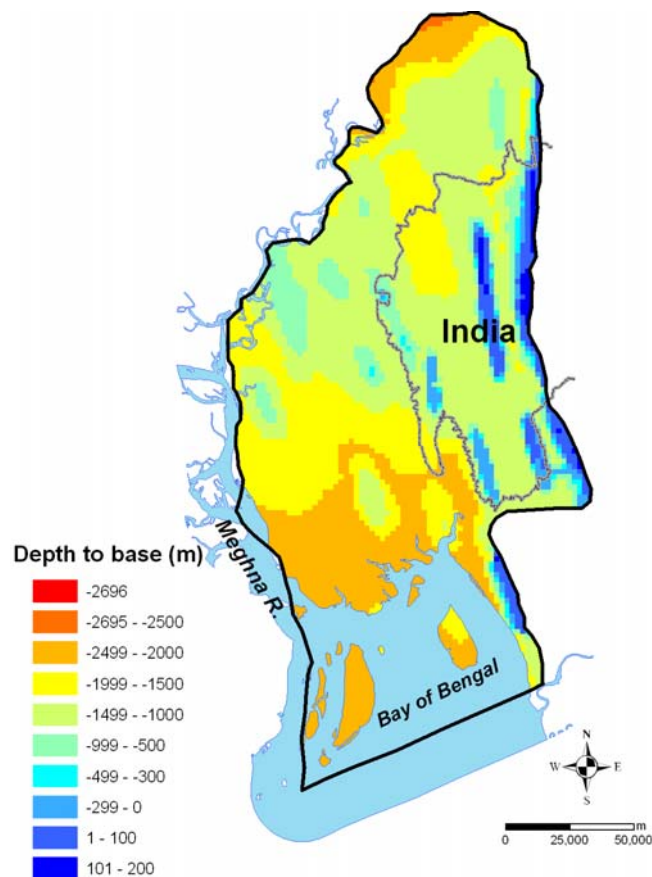 India
Meghna R.
Bay of Bengal
Depth to base (m)
-2696
-2695 - -2500
-2499 - -2000
-1999 - -1500
-1499 - -1000
-999 - -500
-499 - -300
-299 - 0
1 - 100
101 - 200
N
W E
S
m
0 25,000 50,000